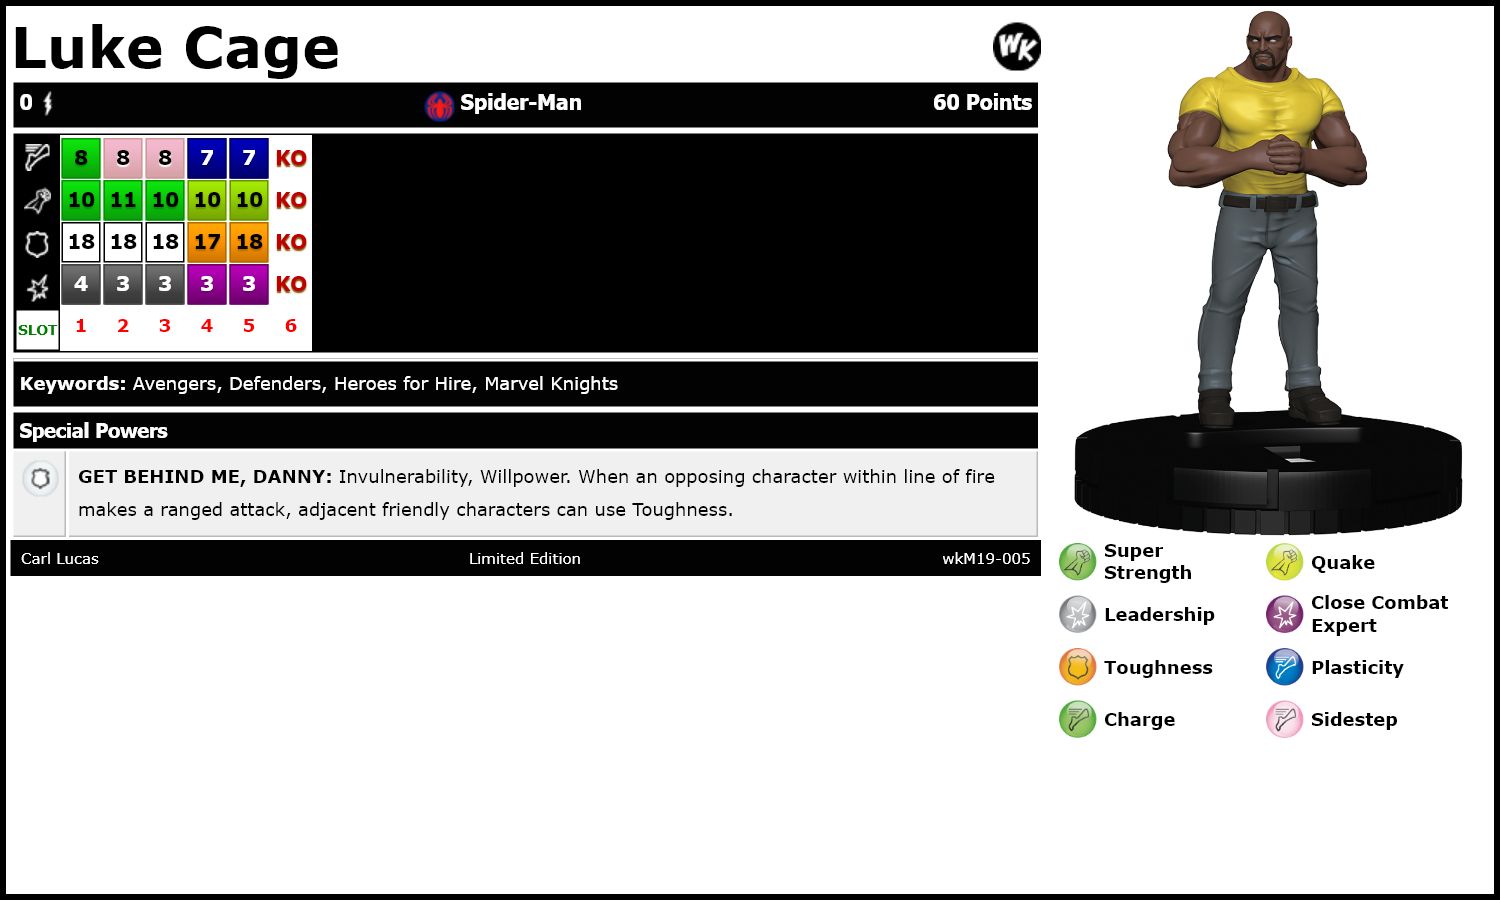 Luke Cage
WK
0 Spider-Man 60 Points
8 8 8 7 7 KO
10 11 10 10 10 KO
18 18 18 17 18 KO
4 3 3 3 3 KO
SLOT 1 2 3 4 5 6
Keywords: Avengers, Defenders, Heroes for Hire, Marvel Knights
Special Powers
GET BEHIND ME, DANNY: Invulnerability, Willpower. When an opposing character within line of fire
makes a ranged attack, adjacent friendly characters can use Toughness.
Carl Lucas Limited Edition wkM19-005
Super
Strength
Quake
Leadership
Close Combat
Expert
Toughness
Plasticity
Charge
Sidestep